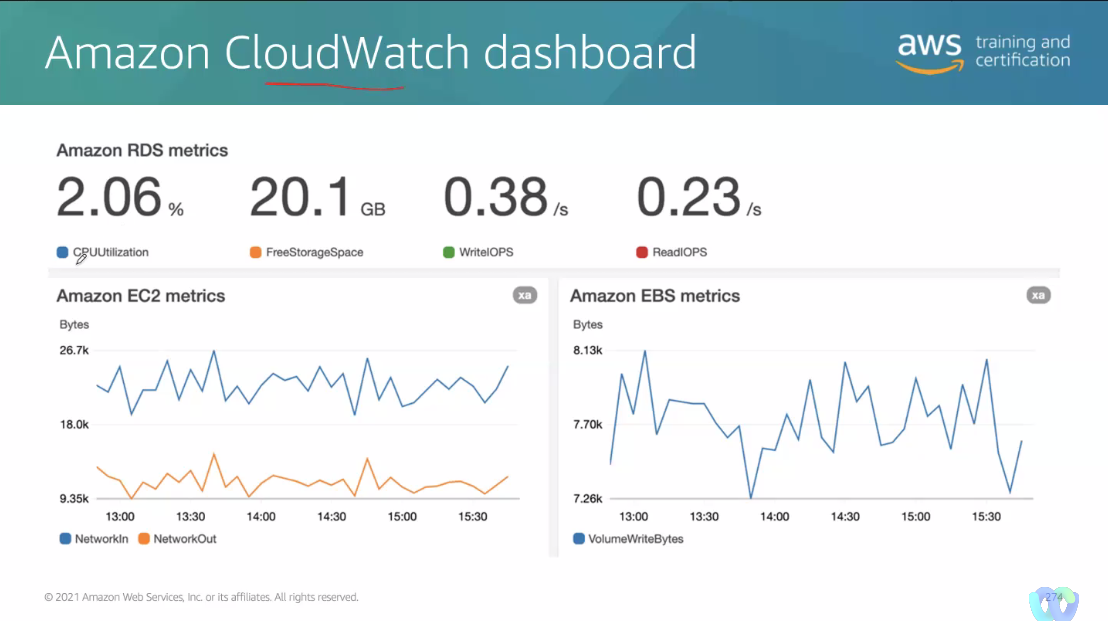 Amazon CloudWatch dashboard
aws training and
certification
Amazon RDS metrics
2.06 % 20.1 GB 0.38 /s 0.23 /s
CPUUtilization FreeStorageSpace WriteIOPS ReadIOPS
Amazon EC2 metrics xa
Bytes
26.7k
18.0k
9.35k
13:00 13:30 14:00 14:30 15:00 15:30
NetworkIn NetworkOut
Amazon EBS metrics xa
Bytes
8.13k
7.70k
7.26k
13:00 13:30 14:00 14:30 15:00 15:30
VolumeWriteBytes
© 2021 Amazon Web Services, Inc. or its affiliates. All rights reserved.
274